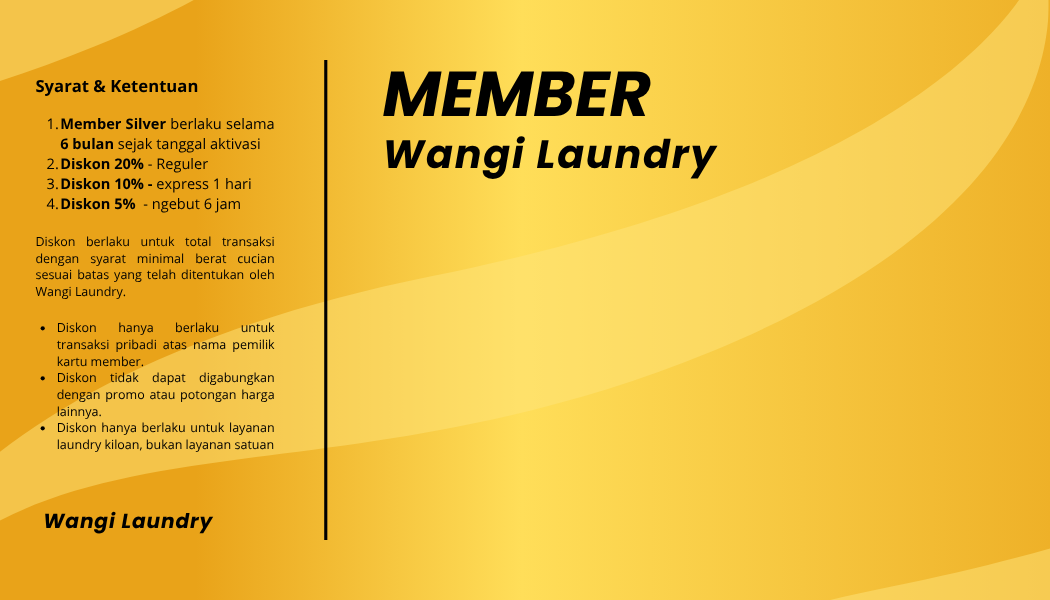 Syarat & Ketentuan
1. Member Silver berlaku selama
6 bulan sejak tanggal aktivasi
2. Diskon 20% - Reguler
3. Diskon 10% - express 1 hari
4. Diskon 5% - ngebut 6 jam
Diskon berlaku untuk total transaksi
dengan syarat minimal berat cucian
sesuai batas yang telah ditentukan oleh
Wangi Laundry.
• Diskon hanya berlaku untuk
transaksi pribadi atas nama pemilik
kartu member.
• Diskon tidak dapat digabungkan
dengan promo atau potongan harga
lainnya.
• Diskon hanya berlaku untuk layanan
laundry kiloan, bukan layanan satuan
Wangi Laundry
MEMBER
Wangi Laundry